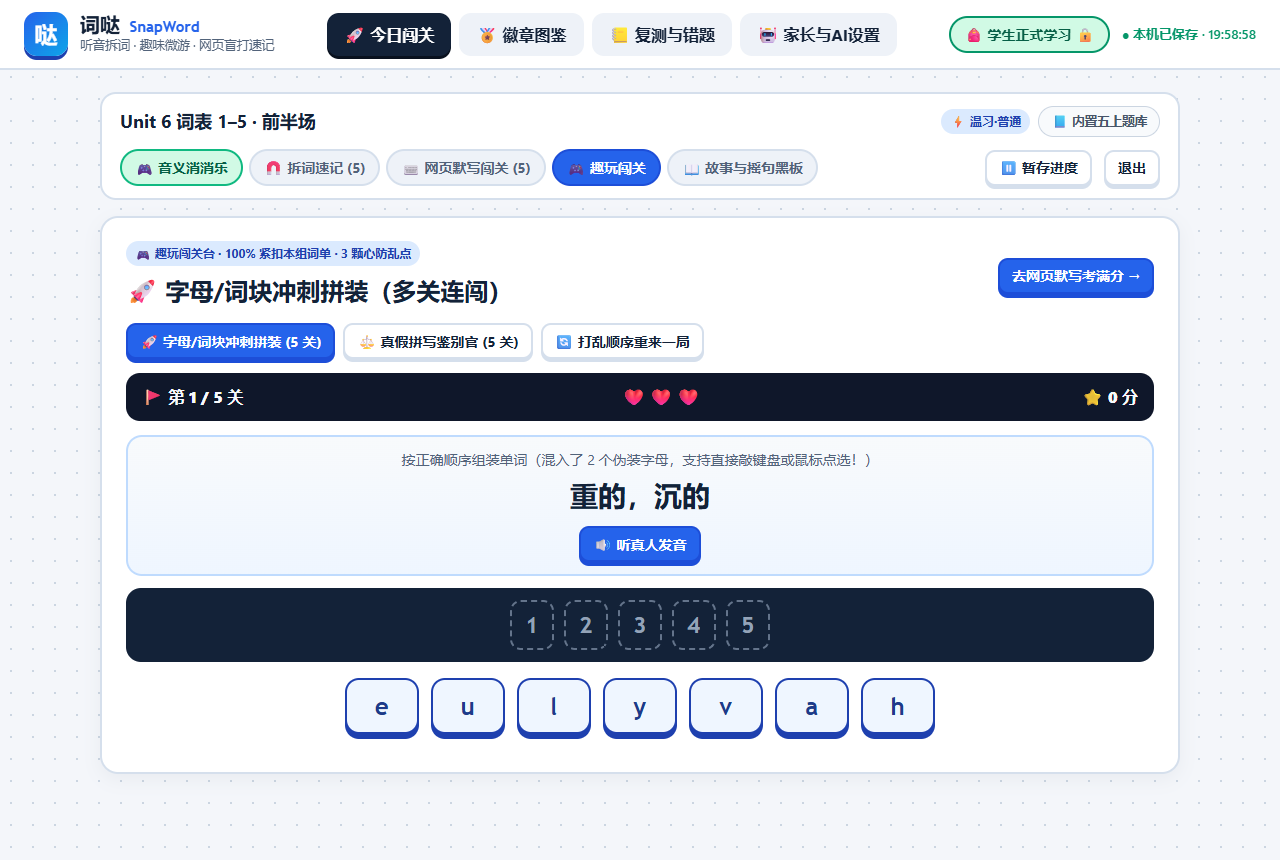 哒 词哒 SnapWord
听音拆词 · 趣味微游 · 网页盲打速记
🚀 今日闯关 🏅 徽章图鉴 📒 复测与错题 👾 家长与AI设置
🎒 学生正式学习 🔒 ● 本机已保存 · 19:58:58
Unit 6 词表 1–5 · 前半场
⚡ 温习·普通 📘 内置五上题库
🎮 音义消消乐 🧲 拆词速记 (5) ⌨️ 网页默写闯关 (5) 🎮 趣玩闯关 📖 故事与摇句黑板
⏸️ 暂存进度 退出
🎮 趣玩闯关台 · 100% 紧扣本组词单 · 3 颗心防乱点
🚀 字母/词块冲刺拼装（多关连闯）
去网页默写考满分 →
🚀 字母/词块冲刺拼装 (5 关) ⚖️ 真假拼写鉴别官 (5 关) 🔄 打乱顺序重来一局
🚩 第 1 / 5 关 ❤️ ❤️ ❤️ ⭐ 0 分
按正确顺序组装单词（混入了 2 个伪装字母，支持直接敲键盘或鼠标点选！）
重的，沉的
🔊 听真人发音
1 2 3 4 5
e u l y v a h